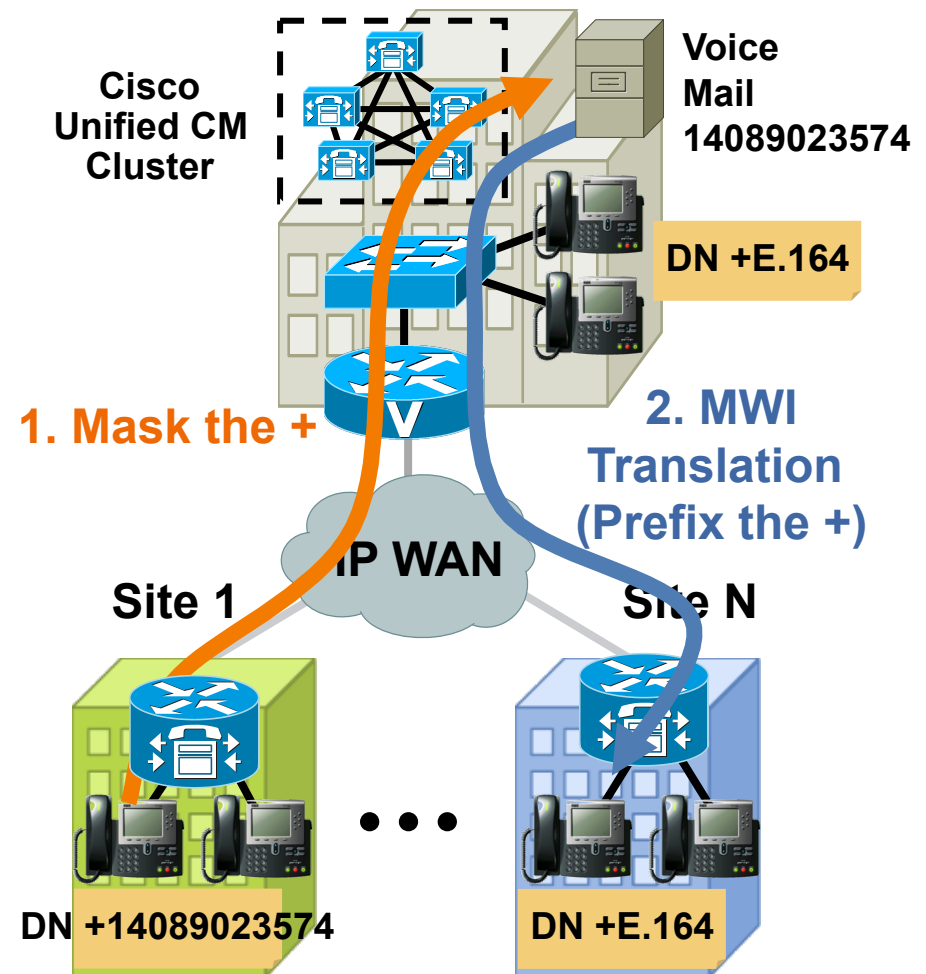 Cisco
Unified CM
Cluster
Voice
Mail
14089023574
DN +E.164
1. Mask the +
V
2. MWI
Translation
(Prefix the +)
IP WAN
Site 1
Site N
DN +14089023574
DN +E.164